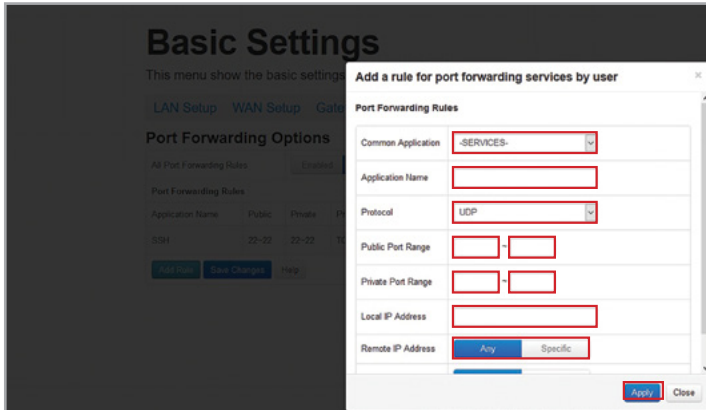 Basic Settings
This menu show the basic settings
LAN Setup WAN Setup Gate
Port Forwarding Options
All Port Forwarding Rules Enabled
Port Forwarding Rules
Application Name Public Private Pr
SSH 22~22 22~22 10
Add Rule Save Changes Help
Add a rule for port forwarding services by user ×
Port Forwarding Rules
Common Application -SERVICES-
Application Name
Protocol UDP
Public Port Range ~
Private Port Range ~
Local IP Address
Remote IP Address Any Specific
Apply Close